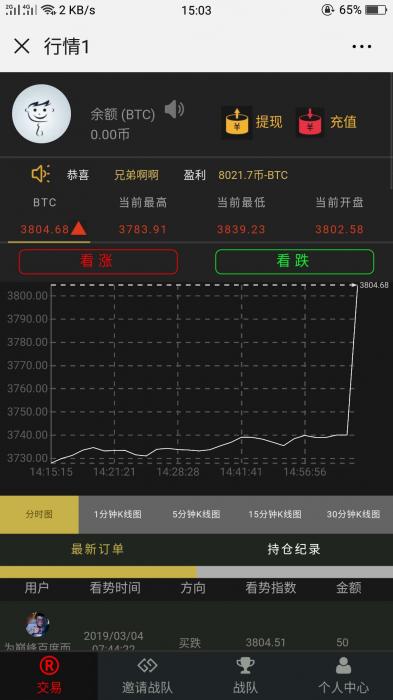 2G 4G 2 KB/s 15:03 65%
行情1
余额 (BTC)
0.00币
提现 充值
恭喜 兄弟啊啊 盈利 8021.7币-BTC
BTC 当前最高 当前最低 当前开盘
3804.68 3783.91 3839.23 3802.58
看涨 看跌
3804.68
3800.00
3790.00
3780.00
3770.00
3760.00
3750.00
3740.00
3730.00
14:15:15 14:21:21 14:28:28 14:41:41 14:56:56
分时图 1分钟K线图 5分钟K线图 15分钟K线图 30分钟K线图
最新订单 持仓纪录
用户 看势时间 方向 看势指数 金额
为巅峰百度而 2019/03/04 07:44:22 买跌 3804.51 50
交易 邀请战队 战队 个人中心